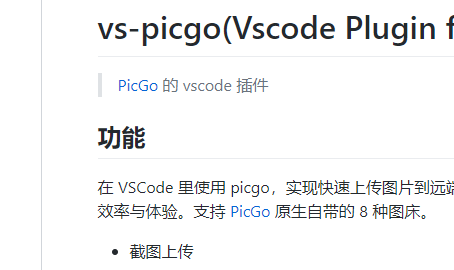 vs-picgo(Vscode Plugin f
PicGo 的 vscode 插件
功能
在 VSCode 里使用 picgo，实现快速上传图片到远
效率与体验。支持 PicGo 原生自带的 8 种图床。
截图上传